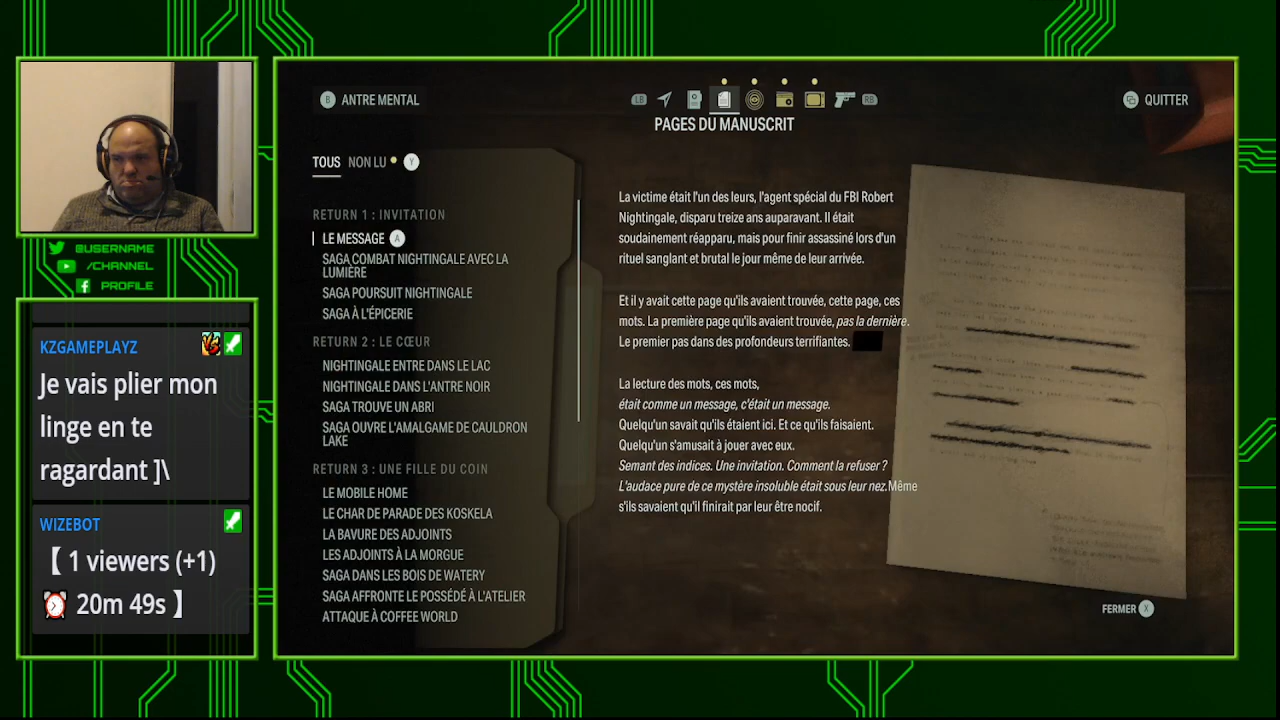 B ANTRE MENTAL
LB
RB
QUITTER
PAGES DU MANUSCRIT
TOUS NON LU Y
RETURN 1 : INVITATION
LE MESSAGE A
SAGA COMBAT NIGHTINGALE AVEC LA
LUMIÈRE
SAGA POURSUIT NIGHTINGALE
SAGA À L'ÉPICERIE
RETURN 2 : LE CŒUR
NIGHTINGALE ENTRE DANS LE LAC
NIGHTINGALE DANS L'ANTRE NOIR
SAGA TROUVE UN ABRI
SAGA OUVRE L'AMALGAME DE CAULDRON
LAKE
RETURN 3 : UNE FILLE DU COIN
LE MOBILE HOME
LE CHAR DE PARADE DES KOSKELA
LA BAVURE DES ADJOINTS
LES ADJOINTS À LA MORGUE
SAGA DANS LES BOIS DE WATERY
SAGA AFFRONTE LE POSSÉDÉ À L'ATELIER
ATTAQUE À COFFEE WORLD
La victime était l'un des leurs, l'agent spécial du FBI Robert
Nightingale, disparu treize ans auparavant. Il était
soudainement réapparu, mais pour finir assassiné lors d'un
rituel sanglant et brutal le jour même de leur arrivée.
Et il y avait cette page qu'ils avaient trouvée, cette page, ces
mots. La première page qu'ils avaient trouvée, pas la dernière.
Le premier pas dans des profondeurs terrifiantes.
La lecture des mots, ces mots,
était comme un message, c'était un message.
Quelqu'un savait qu'ils étaient ici. Et ce qu'ils faisaient.
Quelqu'un s'amusait à jouer avec eux.
Semant des indices. Une invitation. Comment la refuser ?
L'audace pure de ce mystère insoluble était sous leur nez.Même
s'ils savaient qu'il finirait par leur être nocif.
FERMER X
@USERNAME
/CHANNEL
PROFILE
KZGAMEPLAYZ
Je vais plier mon
linge en te
ragardant ]\
WIZEBOT
【 1 viewers (+1)
⏰ 20m 49s 】